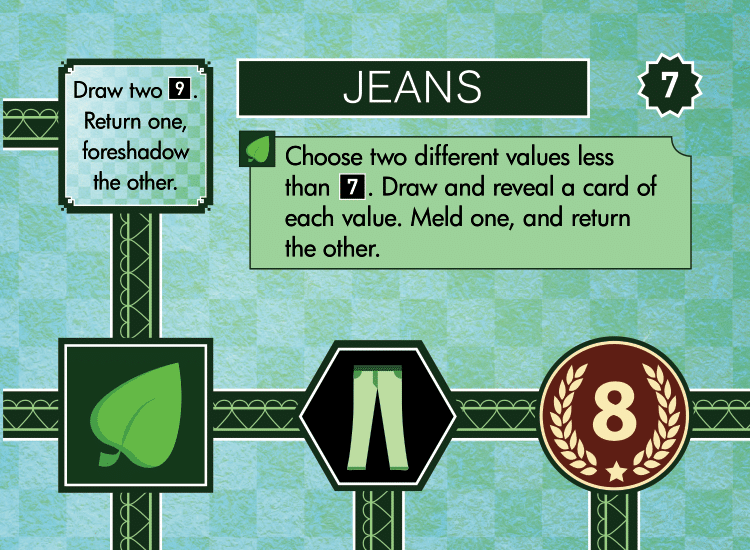 Draw two 9.
Return one,
foreshadow
the other.
JEANS
7
Choose two different values less
than 7. Draw and reveal a card of
each value. Meld one, and return
the other.
8